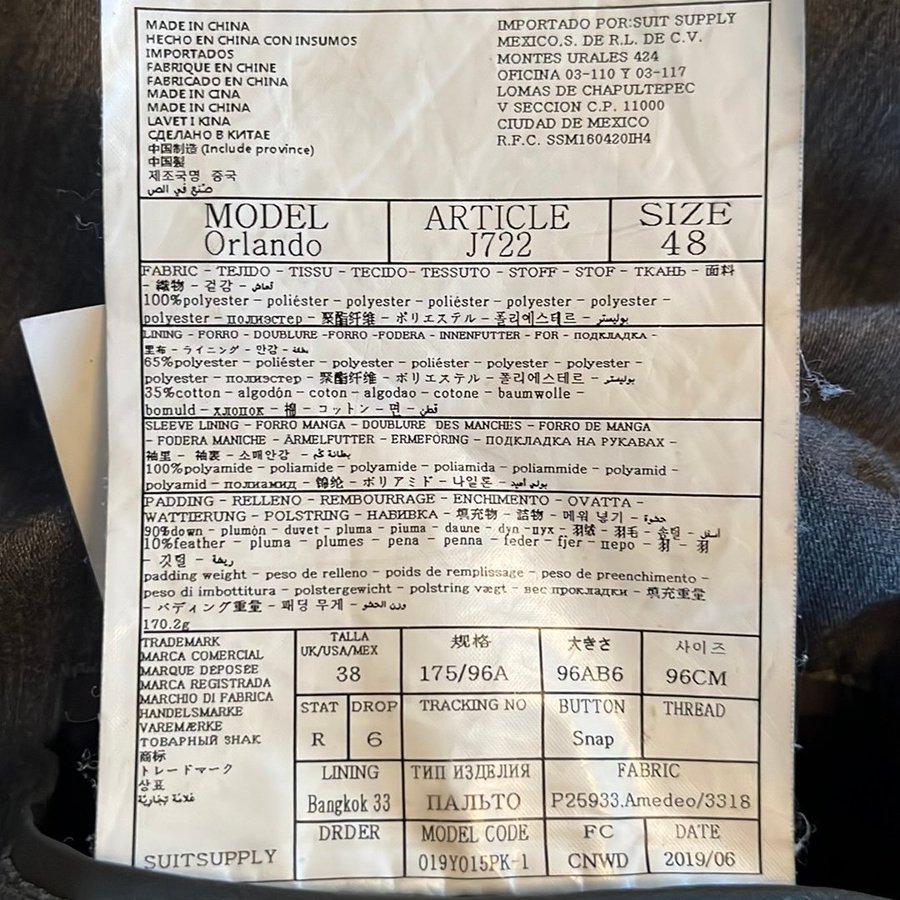 MADE IN CHINA
HECHO EN CHINA CON INSUMOS
IMPORTADOS
FABRIQUE EN CHINE
FABRICADO EN CHINA
MADE IN CINA
MADE IN CHINA
LAVET I KINA
СДЕЛАНО В КИТАЕ
中国制造 (Include province)
中国製
제조국명 중국
صنع في الص
IMPORTADO POR:SUIT SUPPLY
MEXICO,S. DE R.L. DE C.V.
MONTES URALES 424
OFICINA 03-110 Y 03-117
LOMAS DE CHAPULTEPEC
V SECCION C.P. 11000
CIUDAD DE MEXICO
R.F.C. SSM160420IH4
MODEL
Orlando
ARTICLE
J722
SIZE
48
FABRIC - TEJIDO - TISSU - TECIDO- TESSUTO - STOFF - STOF - ТКАНЬ - 面料
- 織物 - 겉감 - قماش
100%polyester - poliéster - polyester - poliéster - polyester - polyester -
polyester - полиэстер - 聚酯纤维 - ポリエステル - 폴리에스테르 - بوليستر
LINING - FORRO - DOUBLURE -FORRO -FODERA - INNENFUTTER - FOR - ПОДКЛАДКА -
里布 - ライニング - 안감 - بطانة
65%polyester - poliéster - polyester - poliéster - polyester - polyester -
polyester - полиэстер - 聚酯纤维 - ポリエステル - 폴리에스테르 - بوليستر
35%cotton - algodón - coton - algodao - cotone - baumwolle -
bomuld - хлопок - 棉 - コットン - 면 - قطن
SLEEVE LINING - FORRO MANGA - DOUBLURE DES MANCHES - FORRO DE MANGA
- FODERA MANICHE - ÄRMELFUTTER - ERMEFORING - ПОДКЛАДКА НА РУКАВАХ -
袖里 - 袖裏 - 소매안감 - بطانة كم
100%polyamide - poliamide - polyamide - poliamida - poliammide - polyamid -
polyamid - полиамид - 锦纶 - ポリアミド - 나일론 - بولي أميد
PADDING - RELLENO - REMBOURRAGE - ENCHIMENTO - OVATTA -
WATTIERUNG - POLSTRING - НАБИВКА - 填充物 - 詰物 - 메워 넣기 - حشوة
90%down - plumón - duvet - pluma - piuma - daune - dyn - пух - 羽绒 - 羽毛 - 솜털 -
10%feather - pluma - plumes - pena - penna - feder - fjer - перо - 羽 - 羽
- 깃털 - ريشة
padding weight - peso de relleno - poids de remplissage - peso de preenchimento -
peso di imbottitura - polstergewicht - polstring vægt - вес прокладки - 填充重量
- パディング重量 - 패딩 무게 - وزن الحشو
170.2g
TRADEMARK
MARCA COMERCIAL
MARQUE DEPOSEE
MARCA REGISTRADA
MARCHIO DI FABRICA
HANDELSMARKE
VAREMÆRKE
ТОВАРНЫЙ ЗНАК
商标
トレードマーク
상표
علامة تجارية
SUITSUPPLY
TALLA
UK/USA/MEX
38
规格
175/96A
大きさ
96AB6
사이즈
96CM
STAT
R
DROP
6
TRACKING NO
BUTTON
Snap
THREAD
LINING
Bangkok 33
ТИП ИЗДЕЛИЯ
ПАЛЬТО
FABRIC
P25933.Amedeo/3318
DRDER
MODEL CODE
019Y015PK-1
FC
CNWD
DATE
2019/06